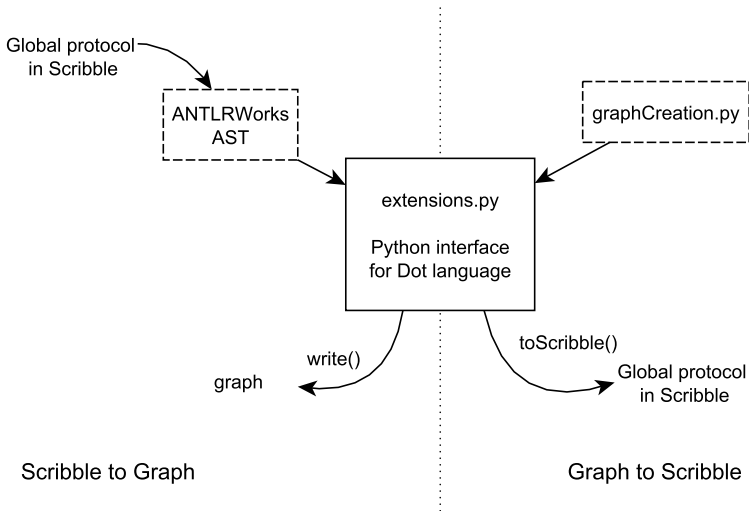 Global protocol
in Scribble
ANTLRWorks
AST
graphCreation.py
extensions.py
Python interface
for Dot language
write()
graph
toScribble()
Global protocol
in Scribble
Scribble to Graph
Graph to Scribble